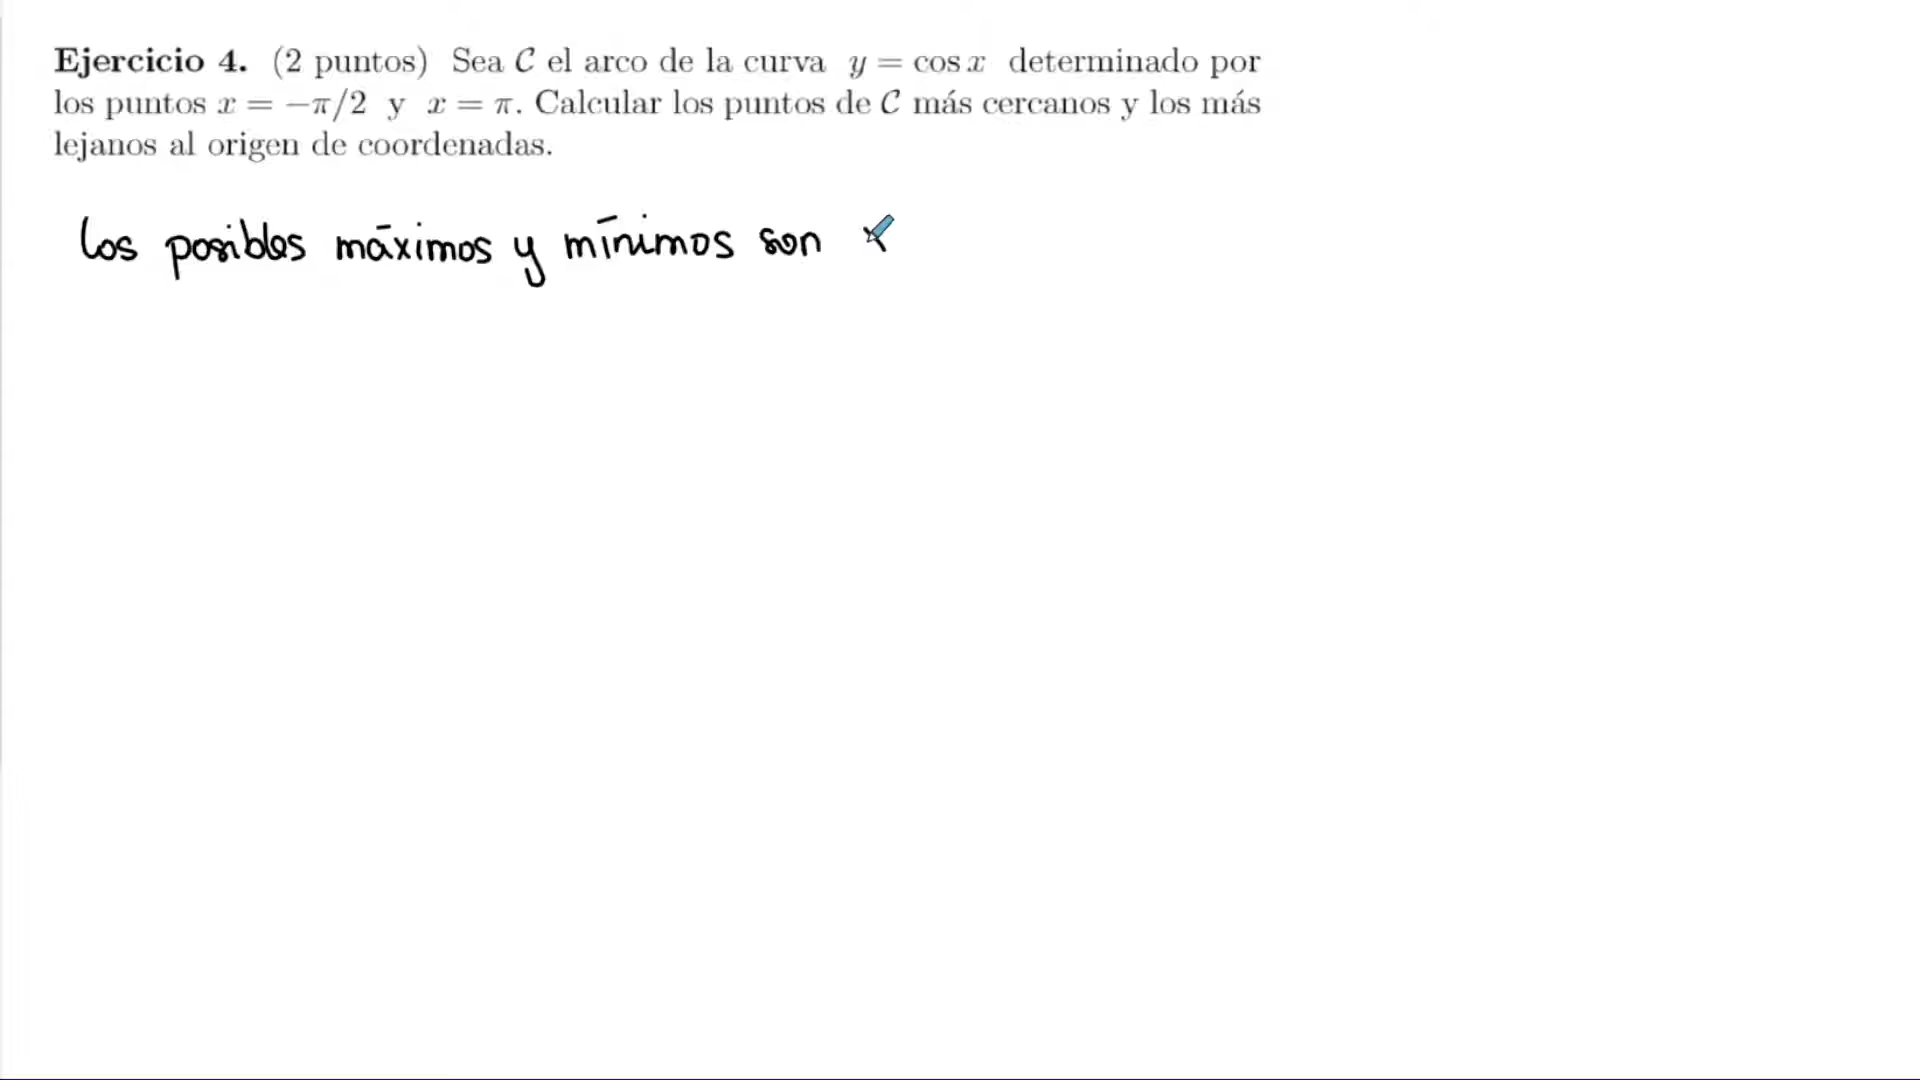 Ejercicio 4. (2 puntos) Sea 𝒞 el arco de la curva y = cos x determinado por
los puntos x = −π/2 y x = π. Calcular los puntos de 𝒞 más cercanos y los más
lejanos al origen de coordenadas.
Los posibles máximos y mínimos son